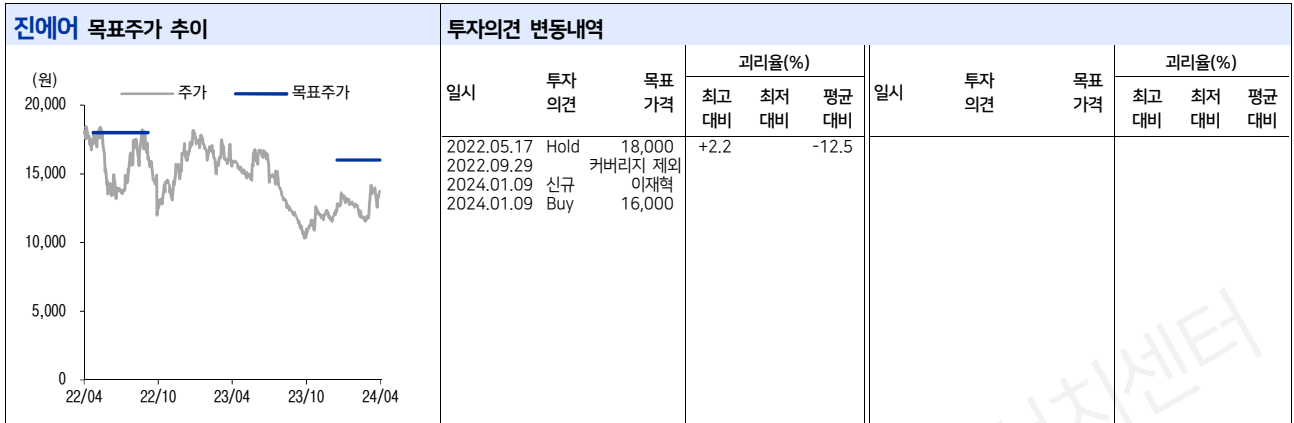 진에어 목표주가 추이
(원)
주가 목표주가
20,000
15,000
10,000
5,000
0
22/04 22/10 23/04 23/10 24/04
투자의견 변동내역
일시 투자의견 목표가격 괴리율(%)
최고대비 최저대비 평균대비
2022.05.17 Hold 18,000 +2.2 -12.5
2022.09.29 커버리지 제외
2024.01.09 신규 이재혁
2024.01.09 Buy 16,000
일시 투자의견 목표가격 괴리율(%)
최고대비 최저대비 평균대비